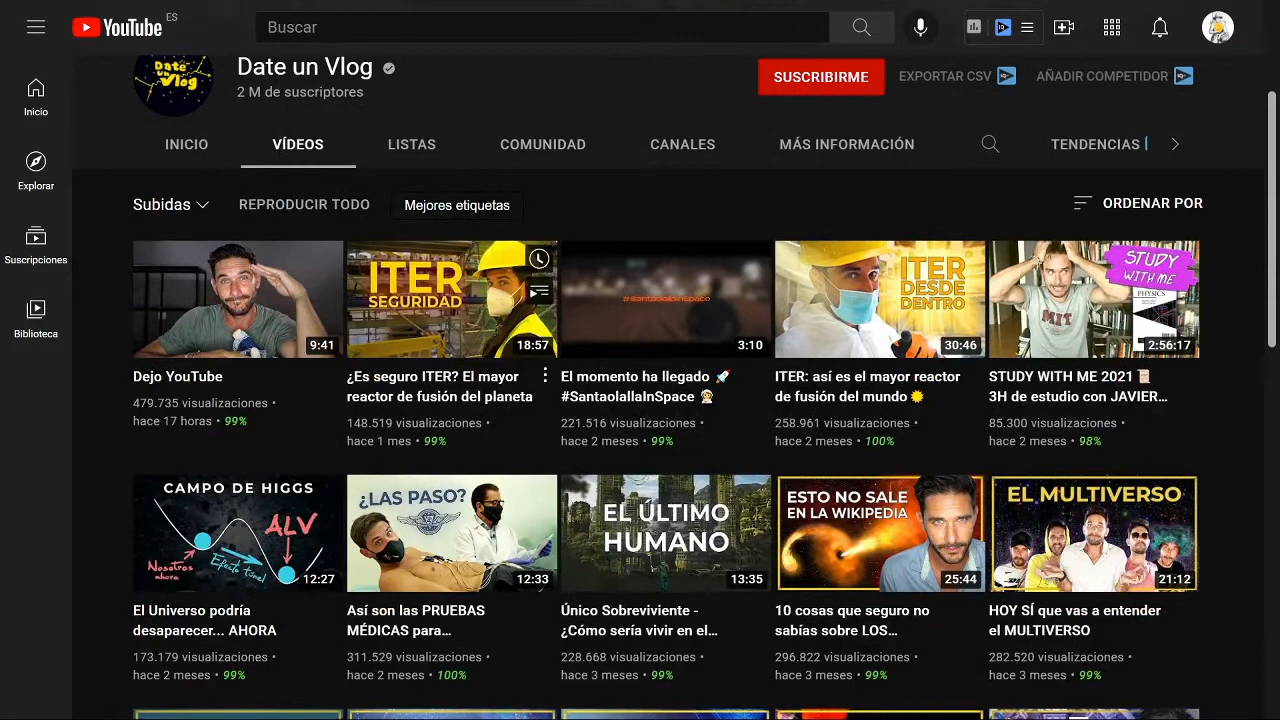 YouTube ES
Buscar
Date un Vlog
Date un Vlog
2 M de suscriptores
SUSCRIBIRME
EXPORTAR CSV
AÑADIR COMPETIDOR
INICIO
VÍDEOS
LISTAS
COMUNIDAD
CANALES
MÁS INFORMACIÓN
TENDENCIAS
Inicio
Explorar
Suscripciones
Biblioteca
Subidas
REPRODUCIR TODO
Mejores etiquetas
ORDENAR POR
9:41
Dejo YouTube
479.735 visualizaciones •
hace 17 horas • 99%
ITER
SEGURIDAD
18:57
¿Es seguro ITER? El mayor
reactor de fusión del planeta
148.519 visualizaciones •
hace 1 mes • 99%
#SantaolallaInSpace
3:10
El momento ha llegado 🚀
#SantaolallaInSpace 👨‍🚀
221.516 visualizaciones •
hace 2 meses • 99%
ITER
DESDE
DENTRO
30:46
ITER: así es el mayor reactor
de fusión del mundo
258.961 visualizaciones •
hace 2 meses • 100%
STUDY
WITH ME
PHYSICS
MIT
2:56:17
STUDY WITH ME 2021 📜
3H de estudio con JAVIER...
85.300 visualizaciones •
hace 2 meses • 98%
CAMPO DE HIGGS
ALV
Nosotros
ahora
Efecto túnel
12:27
El Universo podría
desaparecer... AHORA
173.179 visualizaciones •
hace 2 meses • 99%
¿LAS PASO?
12:33
Así son las PRUEBAS
MÉDICAS para...
311.529 visualizaciones •
hace 2 meses • 100%
EL ÚLTIMO
HUMANO
13:35
Único Sobreviviente -
¿Cómo sería vivir en el...
228.668 visualizaciones •
hace 3 meses • 99%
ESTO NO SALE
EN LA WIKIPEDIA
25:44
10 cosas que seguro no
sabías sobre LOS...
296.822 visualizaciones •
hace 3 meses • 99%
EL MULTIVERSO
21:12
HOY SÍ que vas a entender
el MULTIVERSO
282.520 visualizaciones •
hace 3 meses • 99%